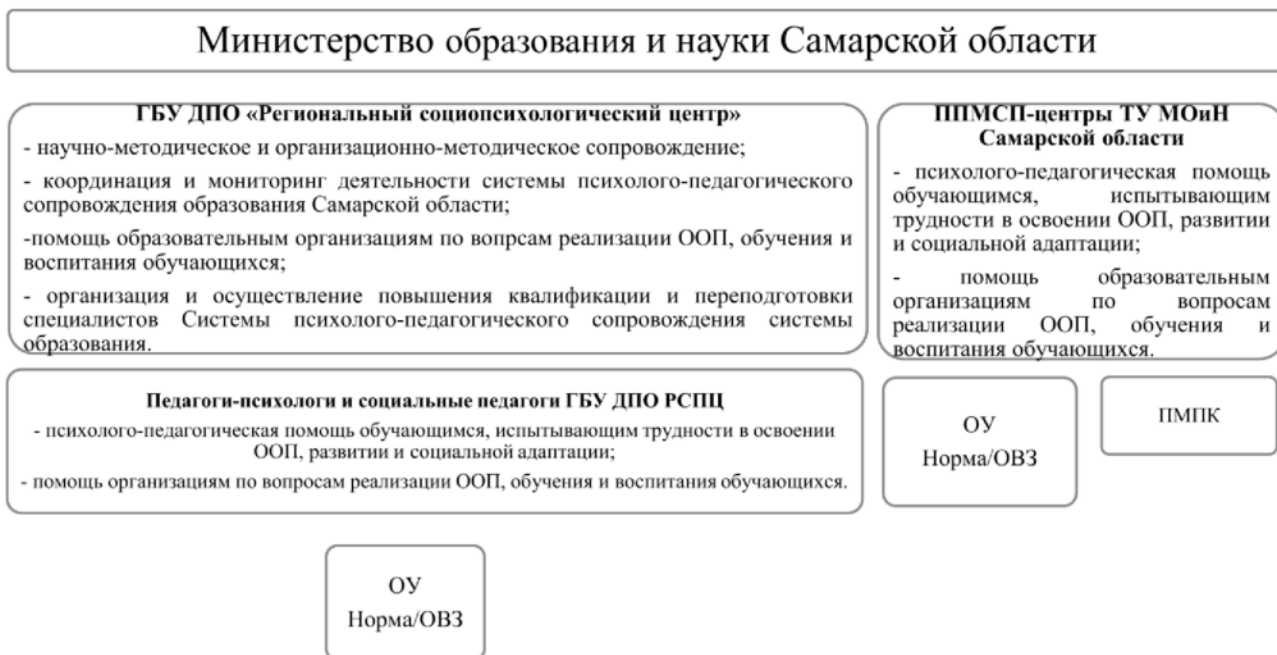 Министерство образования и науки Самарской области
ГБУ ДПО «Региональный социопсихологический центр»
- научно-методическое и организационно-методическое сопровождение;
- координация и мониторинг деятельности системы психолого-педагогического
сопровождения образования Самарской области;
-помощь образовательным организациям по вопрсам реализации ООП, обучения и
воспитания обучающихся;
- организация и осуществление повышения квалификации и переподготовки
специалистов Системы психолого-педагогического сопровождения системы
образования.
ППМСП-центры ТУ МОиН
Самарской области
- психолого-педагогическая помощь
обучающимся, испытывающим
трудности в освоении ООП, развитии
и социальной адаптации;
- помощь образовательным
организациям по вопросам
реализации ООП, обучения и
воспитания обучающихся.
Педагоги-психологи и социальные педагоги ГБУ ДПО РСПЦ
- психолого-педагогическая помощь обучающимся, испытывающим трудности в освоении
ООП, развитии и социальной адаптации;
- помощь организациям по вопросам реализации ООП, обучения и воспитания обучающихся.
ОУ
Норма/ОВЗ
ПМПК
ОУ
Норма/ОВЗ